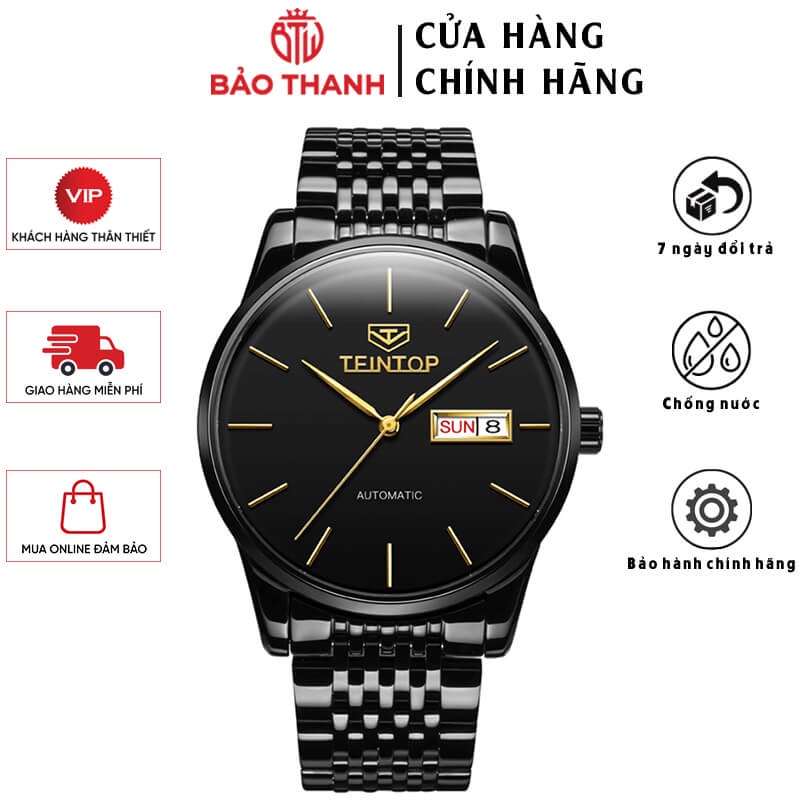 BTW
BẢO THANH
CỬA HÀNG
CHÍNH HÃNG
VIP
KHÁCH HÀNG THÂN THIẾT
GIAO HÀNG MIỄN PHÍ
MUA ONLINE ĐẢM BẢO
TEINTOP
SUN 8
AUTOMATIC
7 ngày đổi trả
Chống nước
Bảo hành chính hãng